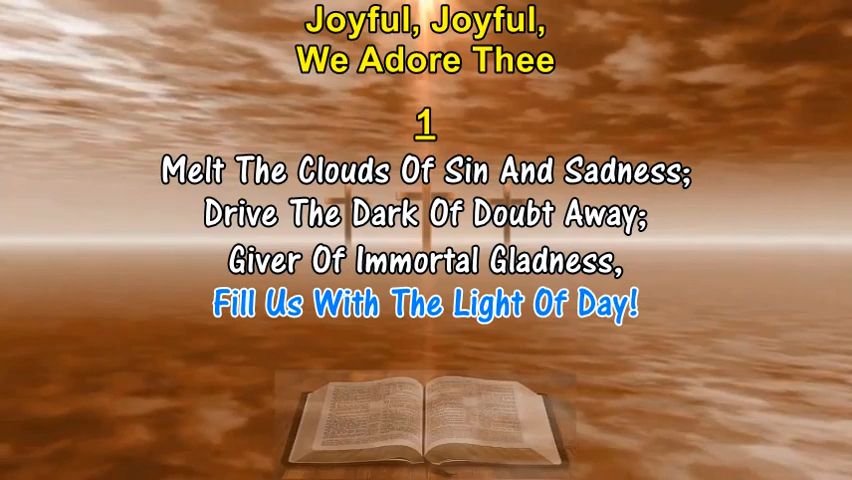 Joyful, Joyful,
We Adore Thee
1
Melt The Clouds Of Sin And Sadness;
Drive The Dark Of Doubt Away;
Giver Of Immortal Gladness,
Fill Us With The Light Of Day!